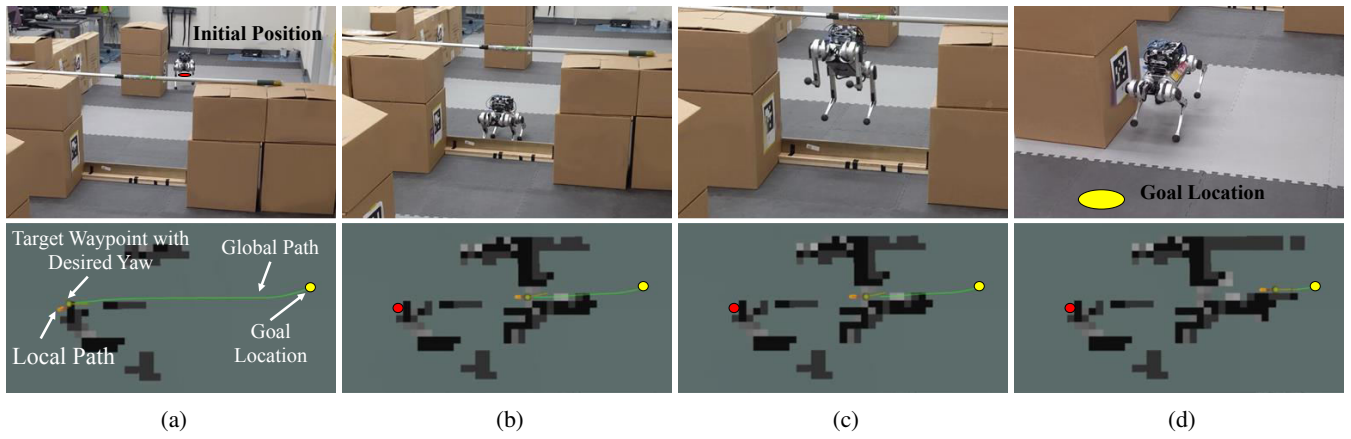 Initial Position
Goal Location
Target Waypoint with
Desired Yaw
Global Path
Local Path
Goal
Location
(a)
(b)
(c)
(d)